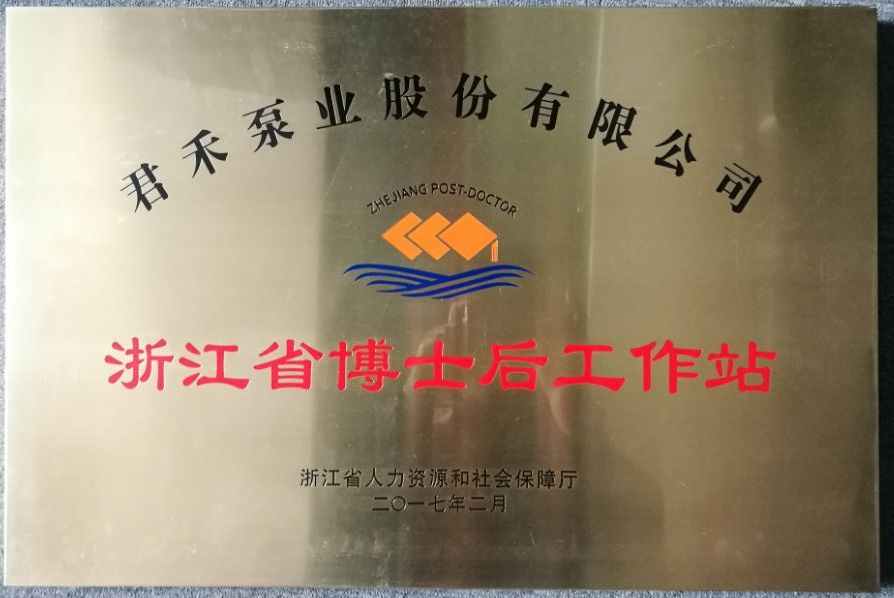 君禾泵业股份有限公司
ZHEJIANG POST-DOCTOR
浙江省博士后工作站
浙江省人力资源和社会保障厅
二〇一七年二月